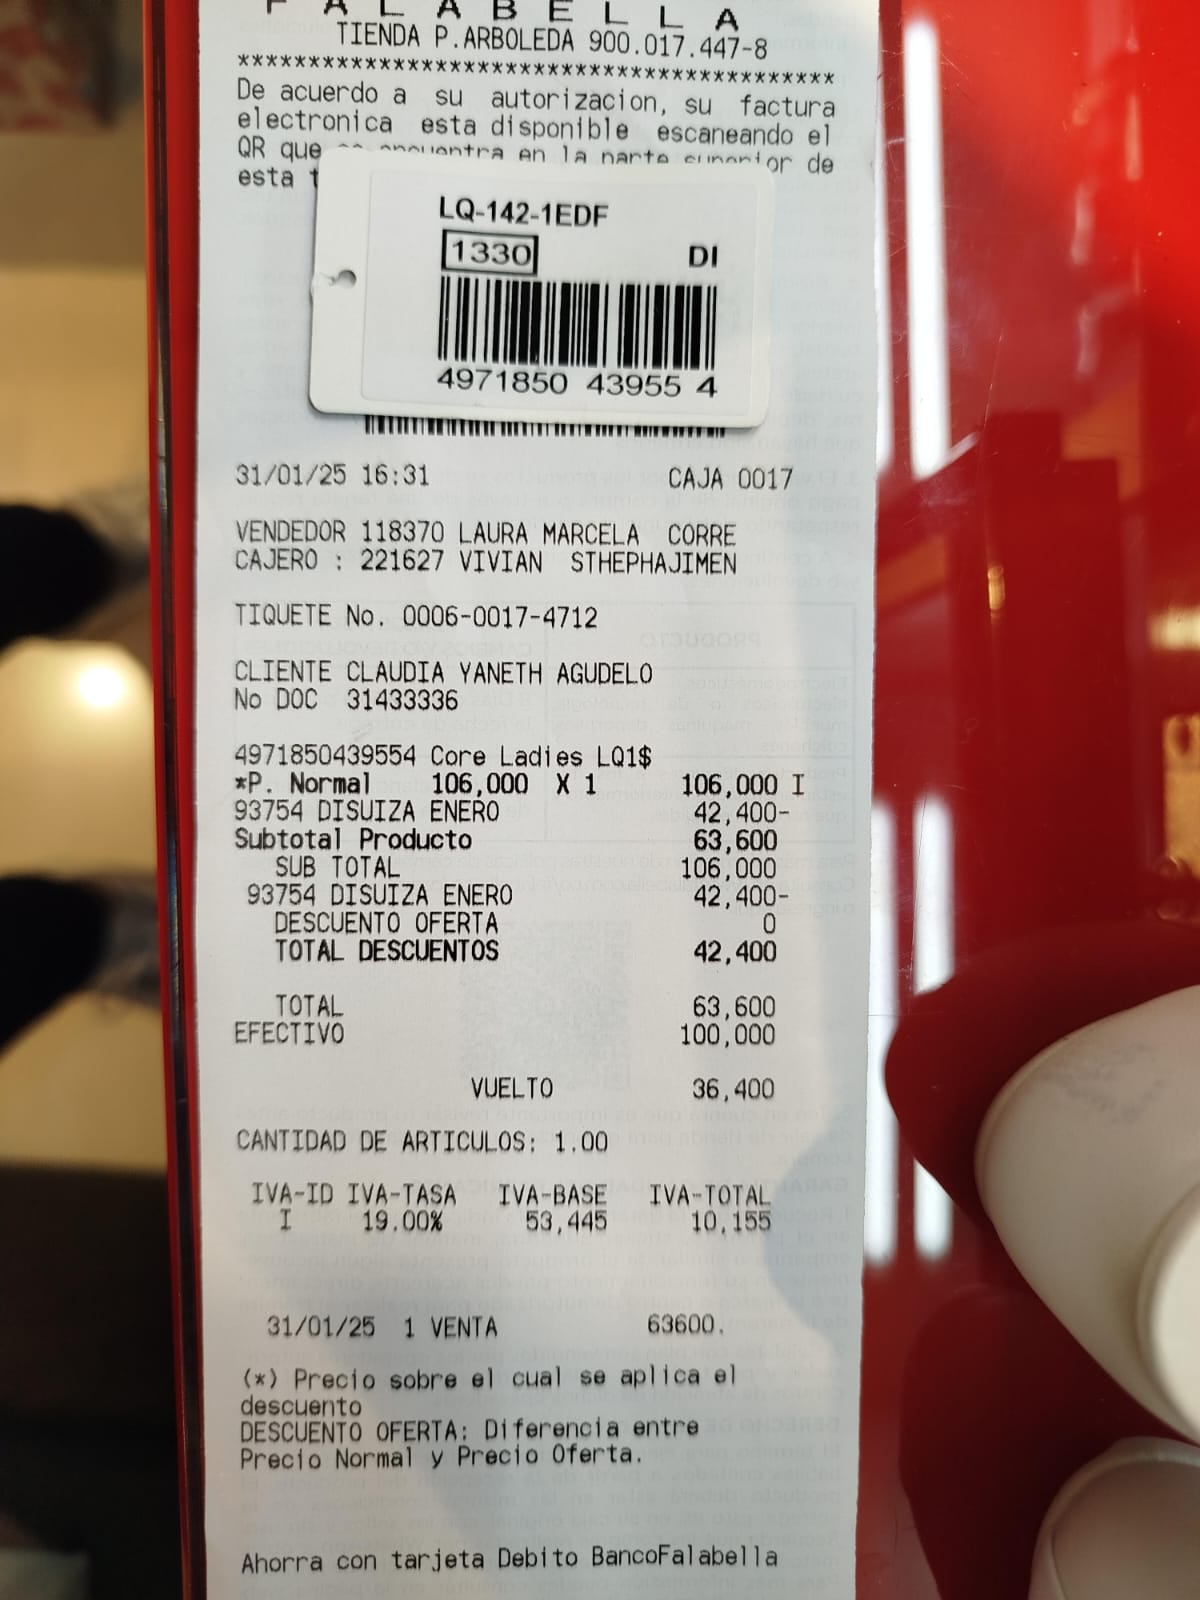 FALABELLA
TIENDA P.ARBOLEDA 900.017.447-8
*******************************************
De acuerdo a su autorizacion, su factura
electronica esta disponible escaneando el
QR que se encuentra en la parte superior de
esta
LQ-142-1EDF
1330 DI
4971850 43955 4
31/01/25 16:31 CAJA 0017
VENDEDOR 118370 LAURA MARCELA CORRE
CAJERO : 221627 VIVIAN STHEPHAJIMEN
TIQUETE No. 0006-0017-4712
CLIENTE CLAUDIA YANETH AGUDELO
No DOC 31433336
4971850439554 Core Ladies LQ1$
*P. Normal 106,000 X 1 106,000 I
93754 DISUIZA ENERO 42,400-
Subtotal Producto 63,600
SUB TOTAL 106,000
93754 DISUIZA ENERO 42,400-
DESCUENTO OFERTA 0
TOTAL DESCUENTOS 42,400
TOTAL 63,600
EFECTIVO 100,000
VUELTO 36,400
CANTIDAD DE ARTICULOS: 1.00
IVA-ID IVA-TASA IVA-BASE IVA-TOTAL
I 19.00% 53,445 10,155
31/01/25 1 VENTA 63600.
(*) Precio sobre el cual se aplica el
descuento
DESCUENTO OFERTA: Diferencia entre
Precio Normal y Precio Oferta.
Ahorra con tarjeta Debito BancoFalabella